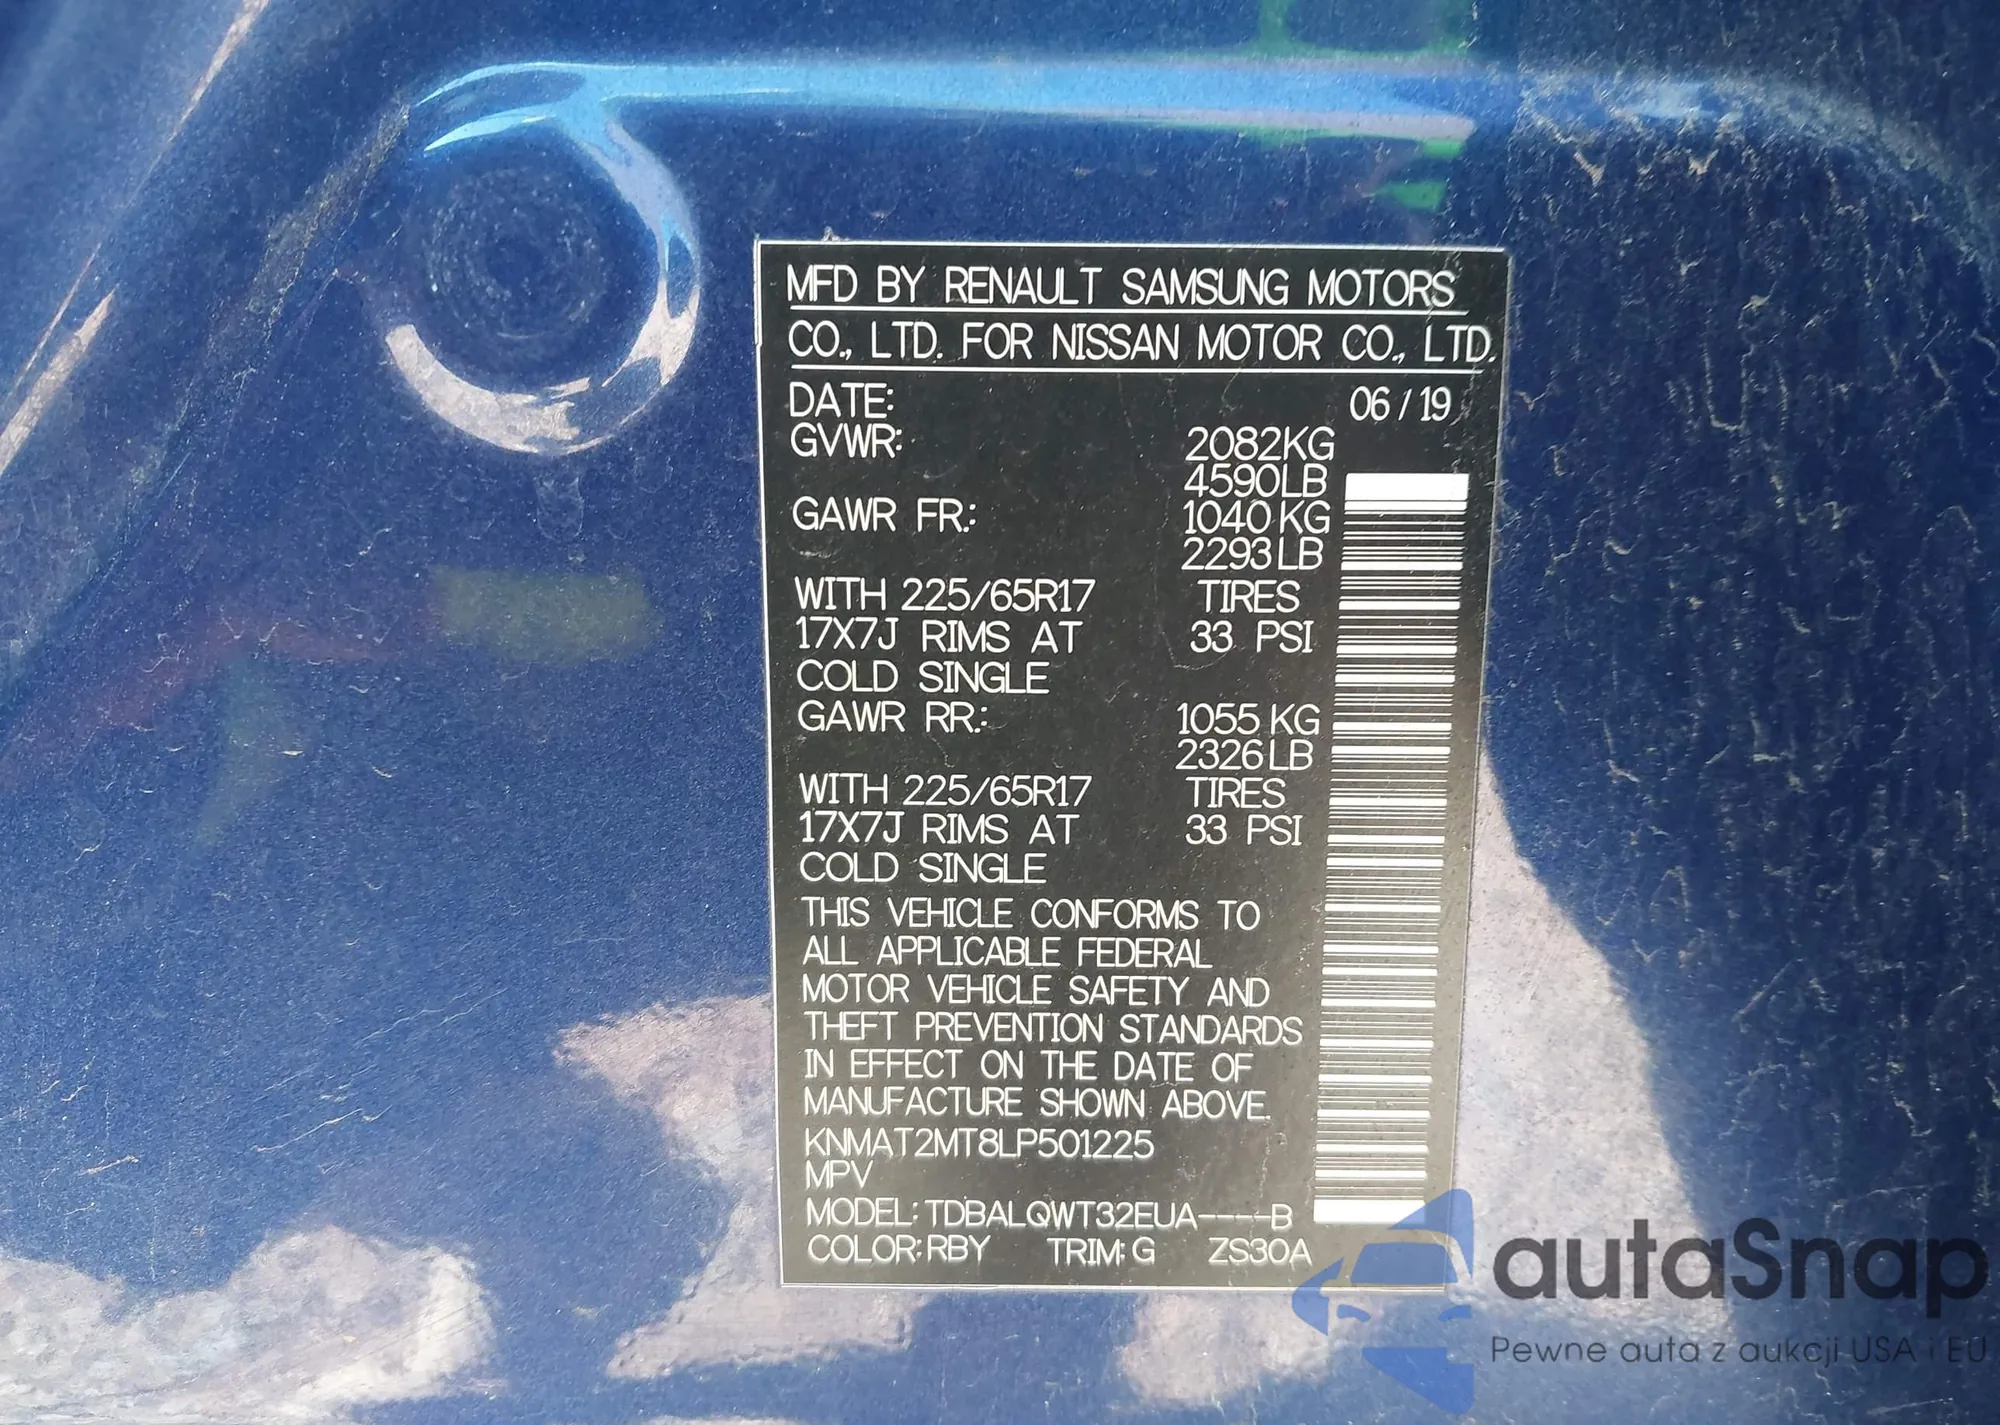 MFD BY RENAULT SAMSUNG MOTORS
CO., LTD. FOR NISSAN MOTOR CO., LTD.
DATE: 06 / 19
GVWR: 2082KG
4590LB
GAWR FR.: 1040 KG
2293LB
WITH 225/65R17 TIRES
17X7J RIMS AT 33 PSI
COLD SINGLE
GAWR RR.: 1055 KG
2326LB
WITH 225/65R17 TIRES
17X7J RIMS AT 33 PSI
COLD SINGLE
THIS VEHICLE CONFORMS TO
ALL APPLICABLE FEDERAL
MOTOR VEHICLE SAFETY AND
THEFT PREVENTION STANDARDS
IN EFFECT ON THE DATE OF
MANUFACTURE SHOWN ABOVE.
KNMAT2MT8LP501225
MPV
MODEL: TDBALQWT32EUA----B
COLOR: RBY TRIM: G ZS30A
autaSnap
Pewne auta z aukcji USA i EU